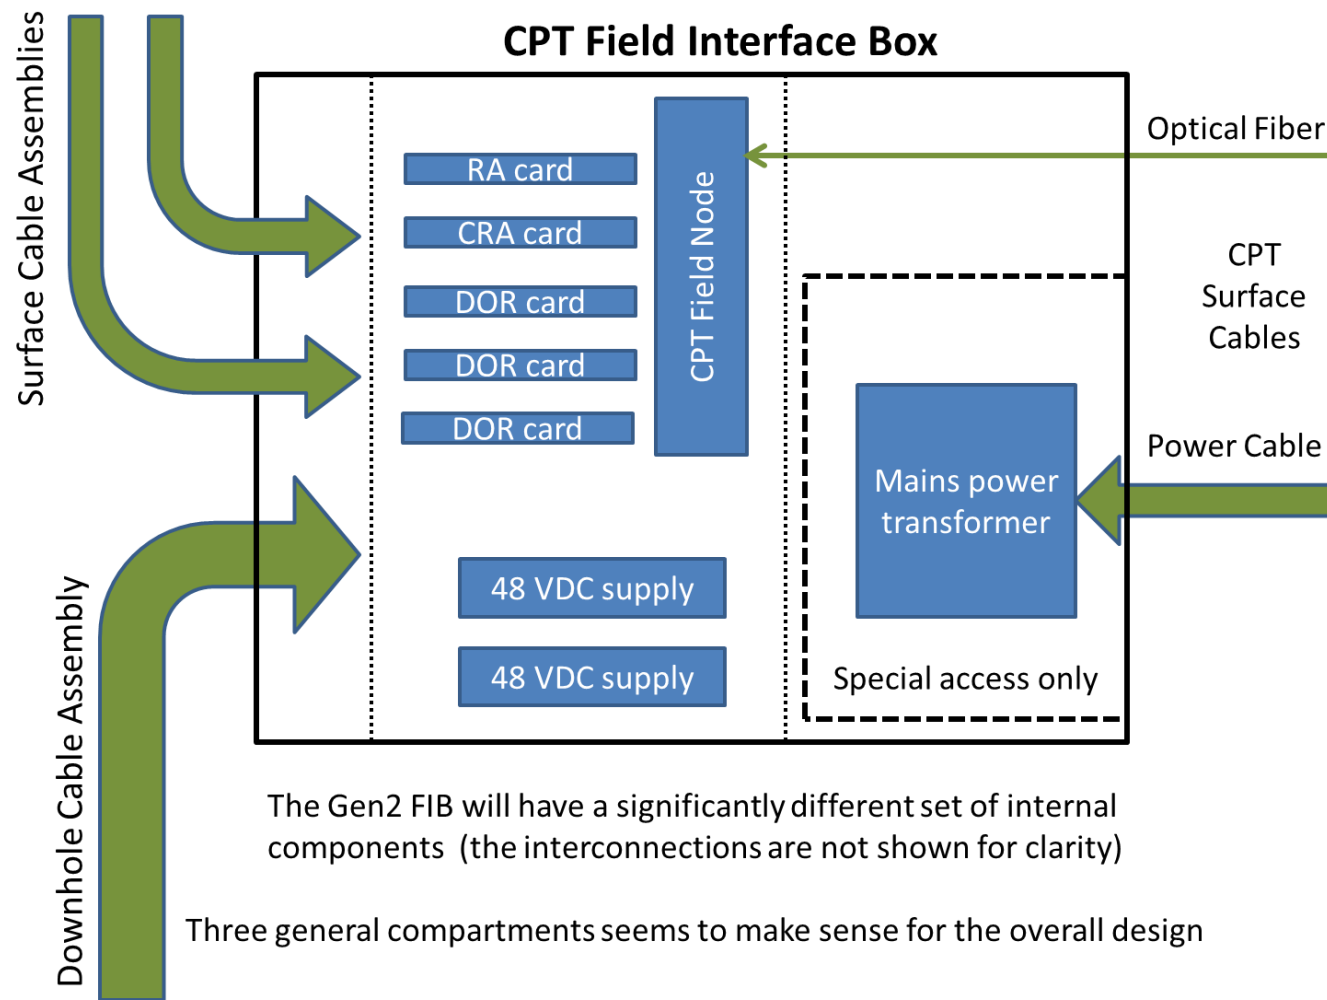 CPT Field Interface Box
Surface Cable Assemblies
Downhole Cable Assembly
RA card
CRA card
DOR card
DOR card
DOR card
CPT Field Node
48 VDC supply
48 VDC supply
Mains power
transformer
Special access only
Optical Fiber
CPT
Surface
Cables
Power Cable
The Gen2 FIB will have a significantly different set of internal
components (the interconnections are not shown for clarity)
Three general compartments seems to make sense for the overall design